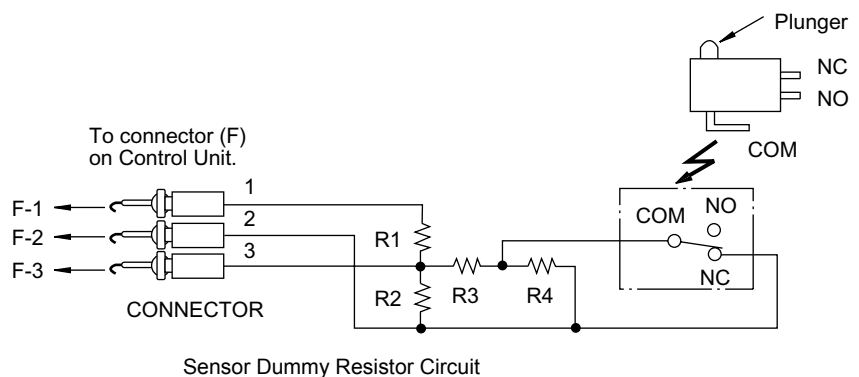 Plunger
NC
NO
COM
To connector (F)
on Control Unit.
1
F-1
2
F-2
3
F-3
CONNECTOR
R1
R2
R3
R4
COM
NO
NC
Sensor Dummy Resistor Circuit